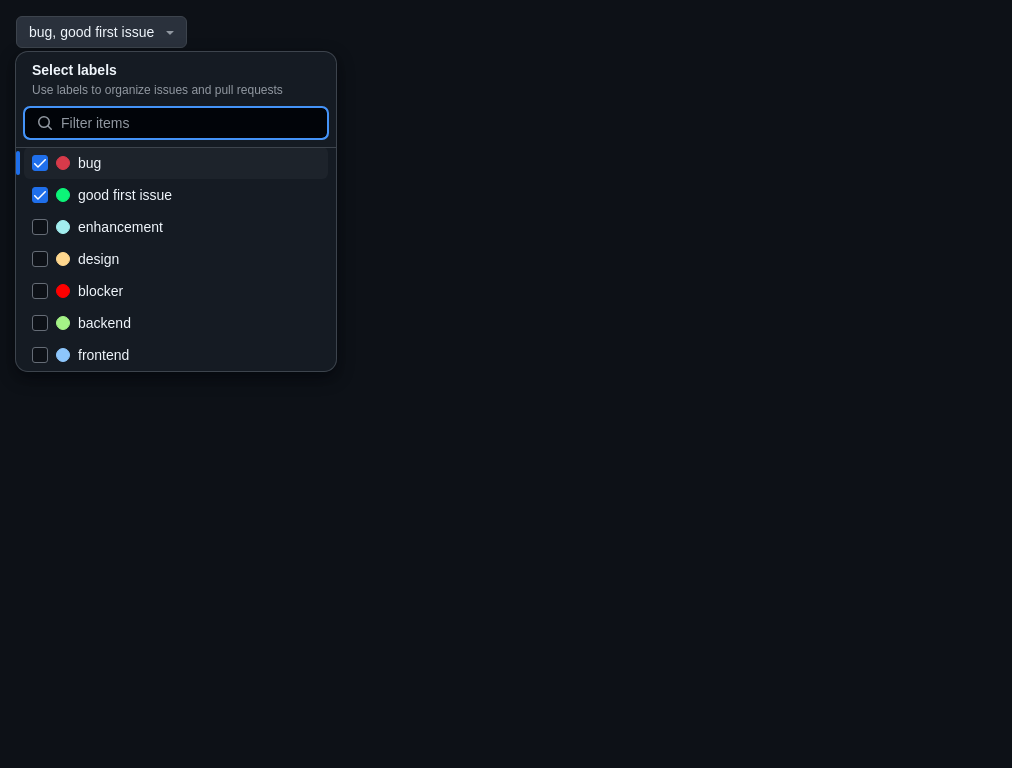 bug, good first issue
Select labels
Use labels to organize issues and pull requests
Filter items
bug
good first issue
enhancement
design
blocker
backend
frontend